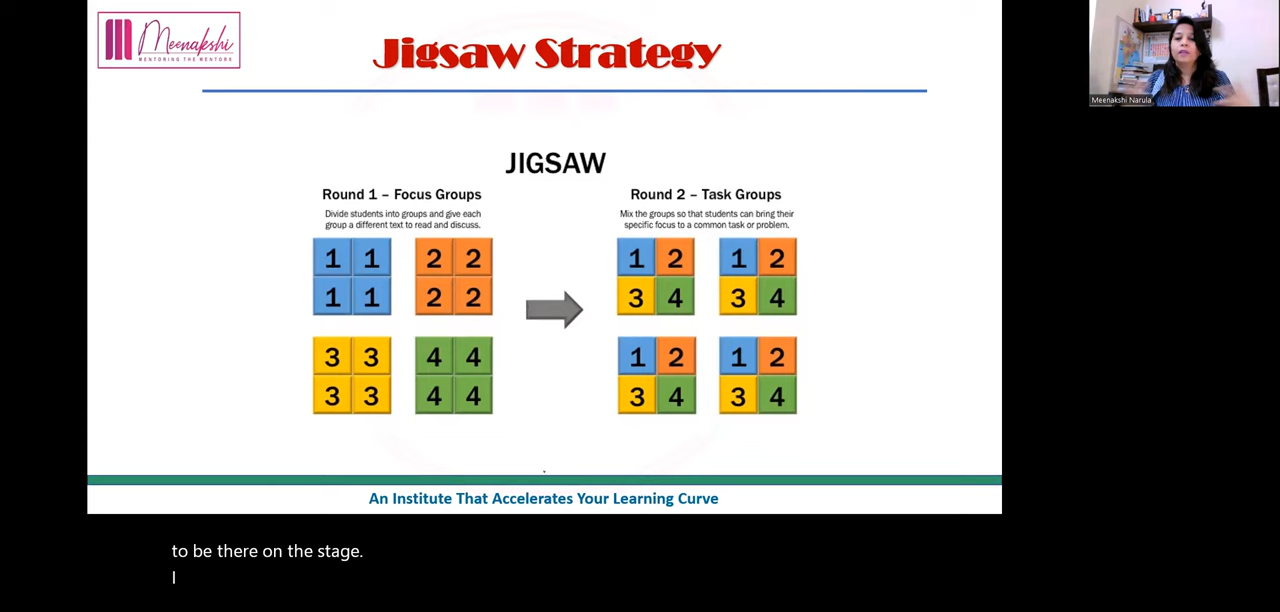 Meenakshi
MENTORING THE MENTORS
Jigsaw Strategy
Meenakshi Narula
JIGSAW
Round 1 – Focus Groups
Divide students into groups and give each
group a different text to read and discuss.
1 1 2 2
1 1 2 2
3 3 4 4
3 3 4 4
Round 2 – Task Groups
Mix the groups so that students can bring their
specific focus to a common task or problem.
1 2 1 2
3 4 3 4
1 2 1 2
3 4 3 4
An Institute That Accelerates Your Learning Curve
to be there on the stage.
I